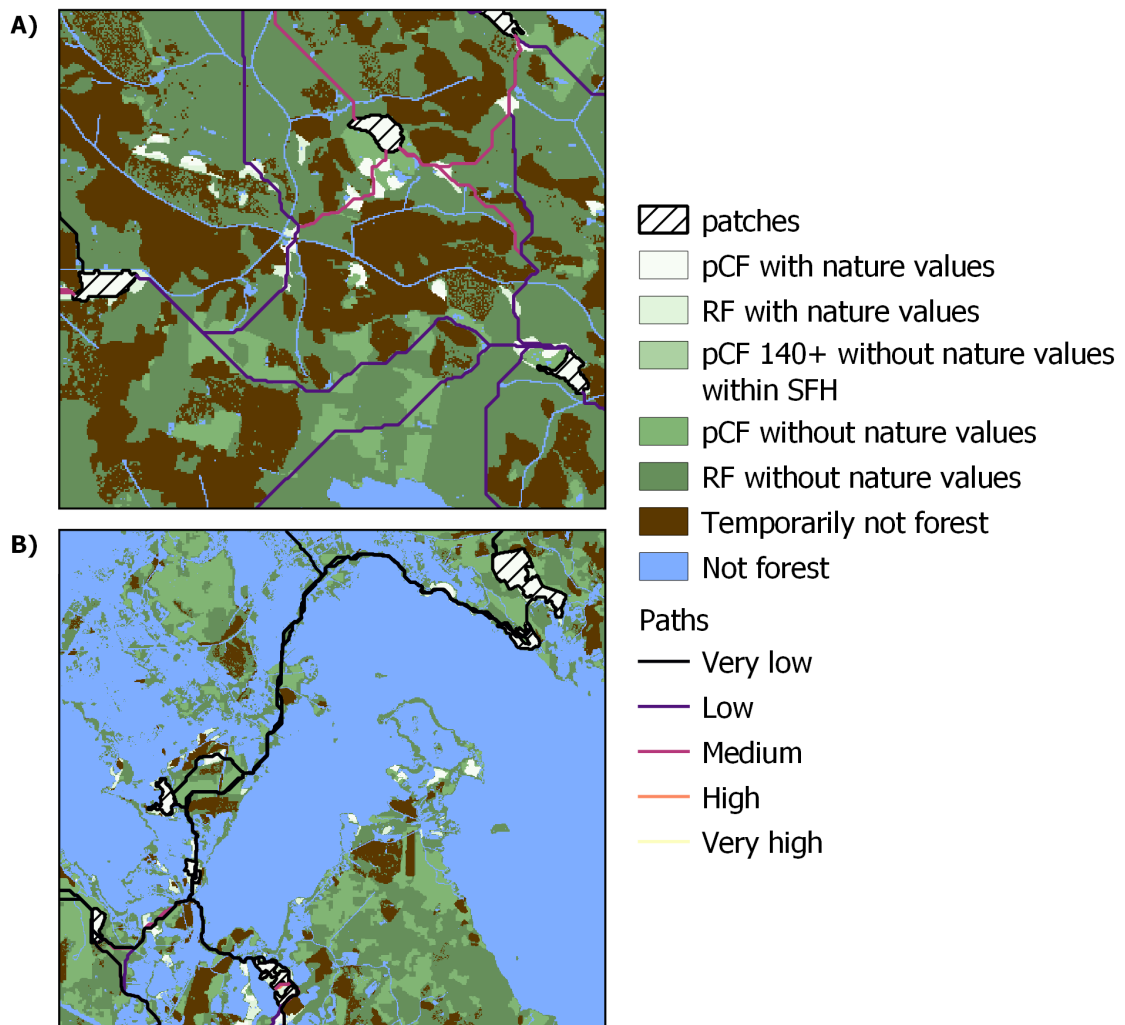 A)
patches
pCF with nature values
RF with nature values
pCF 140+ without nature values
within SFH
pCF without nature values
RF without nature values
Temporarily not forest
B)
Not forest
Paths
Very low
Low
Medium
High
Very high